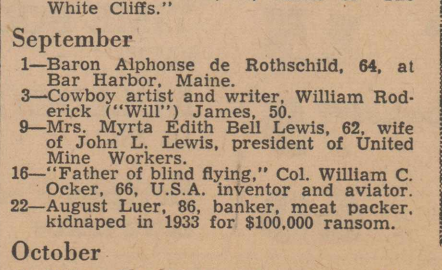 White Cliffs."
September
1—Baron Alphonse de Rothschild, 64, at
Bar Harbor, Maine.
3—Cowboy artist and writer, William Rod-
erick ("Will") James, 50.
9—Mrs. Myrta Edith Bell Lewis, 62, wife
of John L. Lewis, president of United
Mine Workers.
16—"Father of blind flying," Col. William C.
Ocker, 66, U.S.A. inventor and aviator.
22—August Luer, 86, banker, meat packer,
kidnaped in 1933 for $100,000 ransom.
October